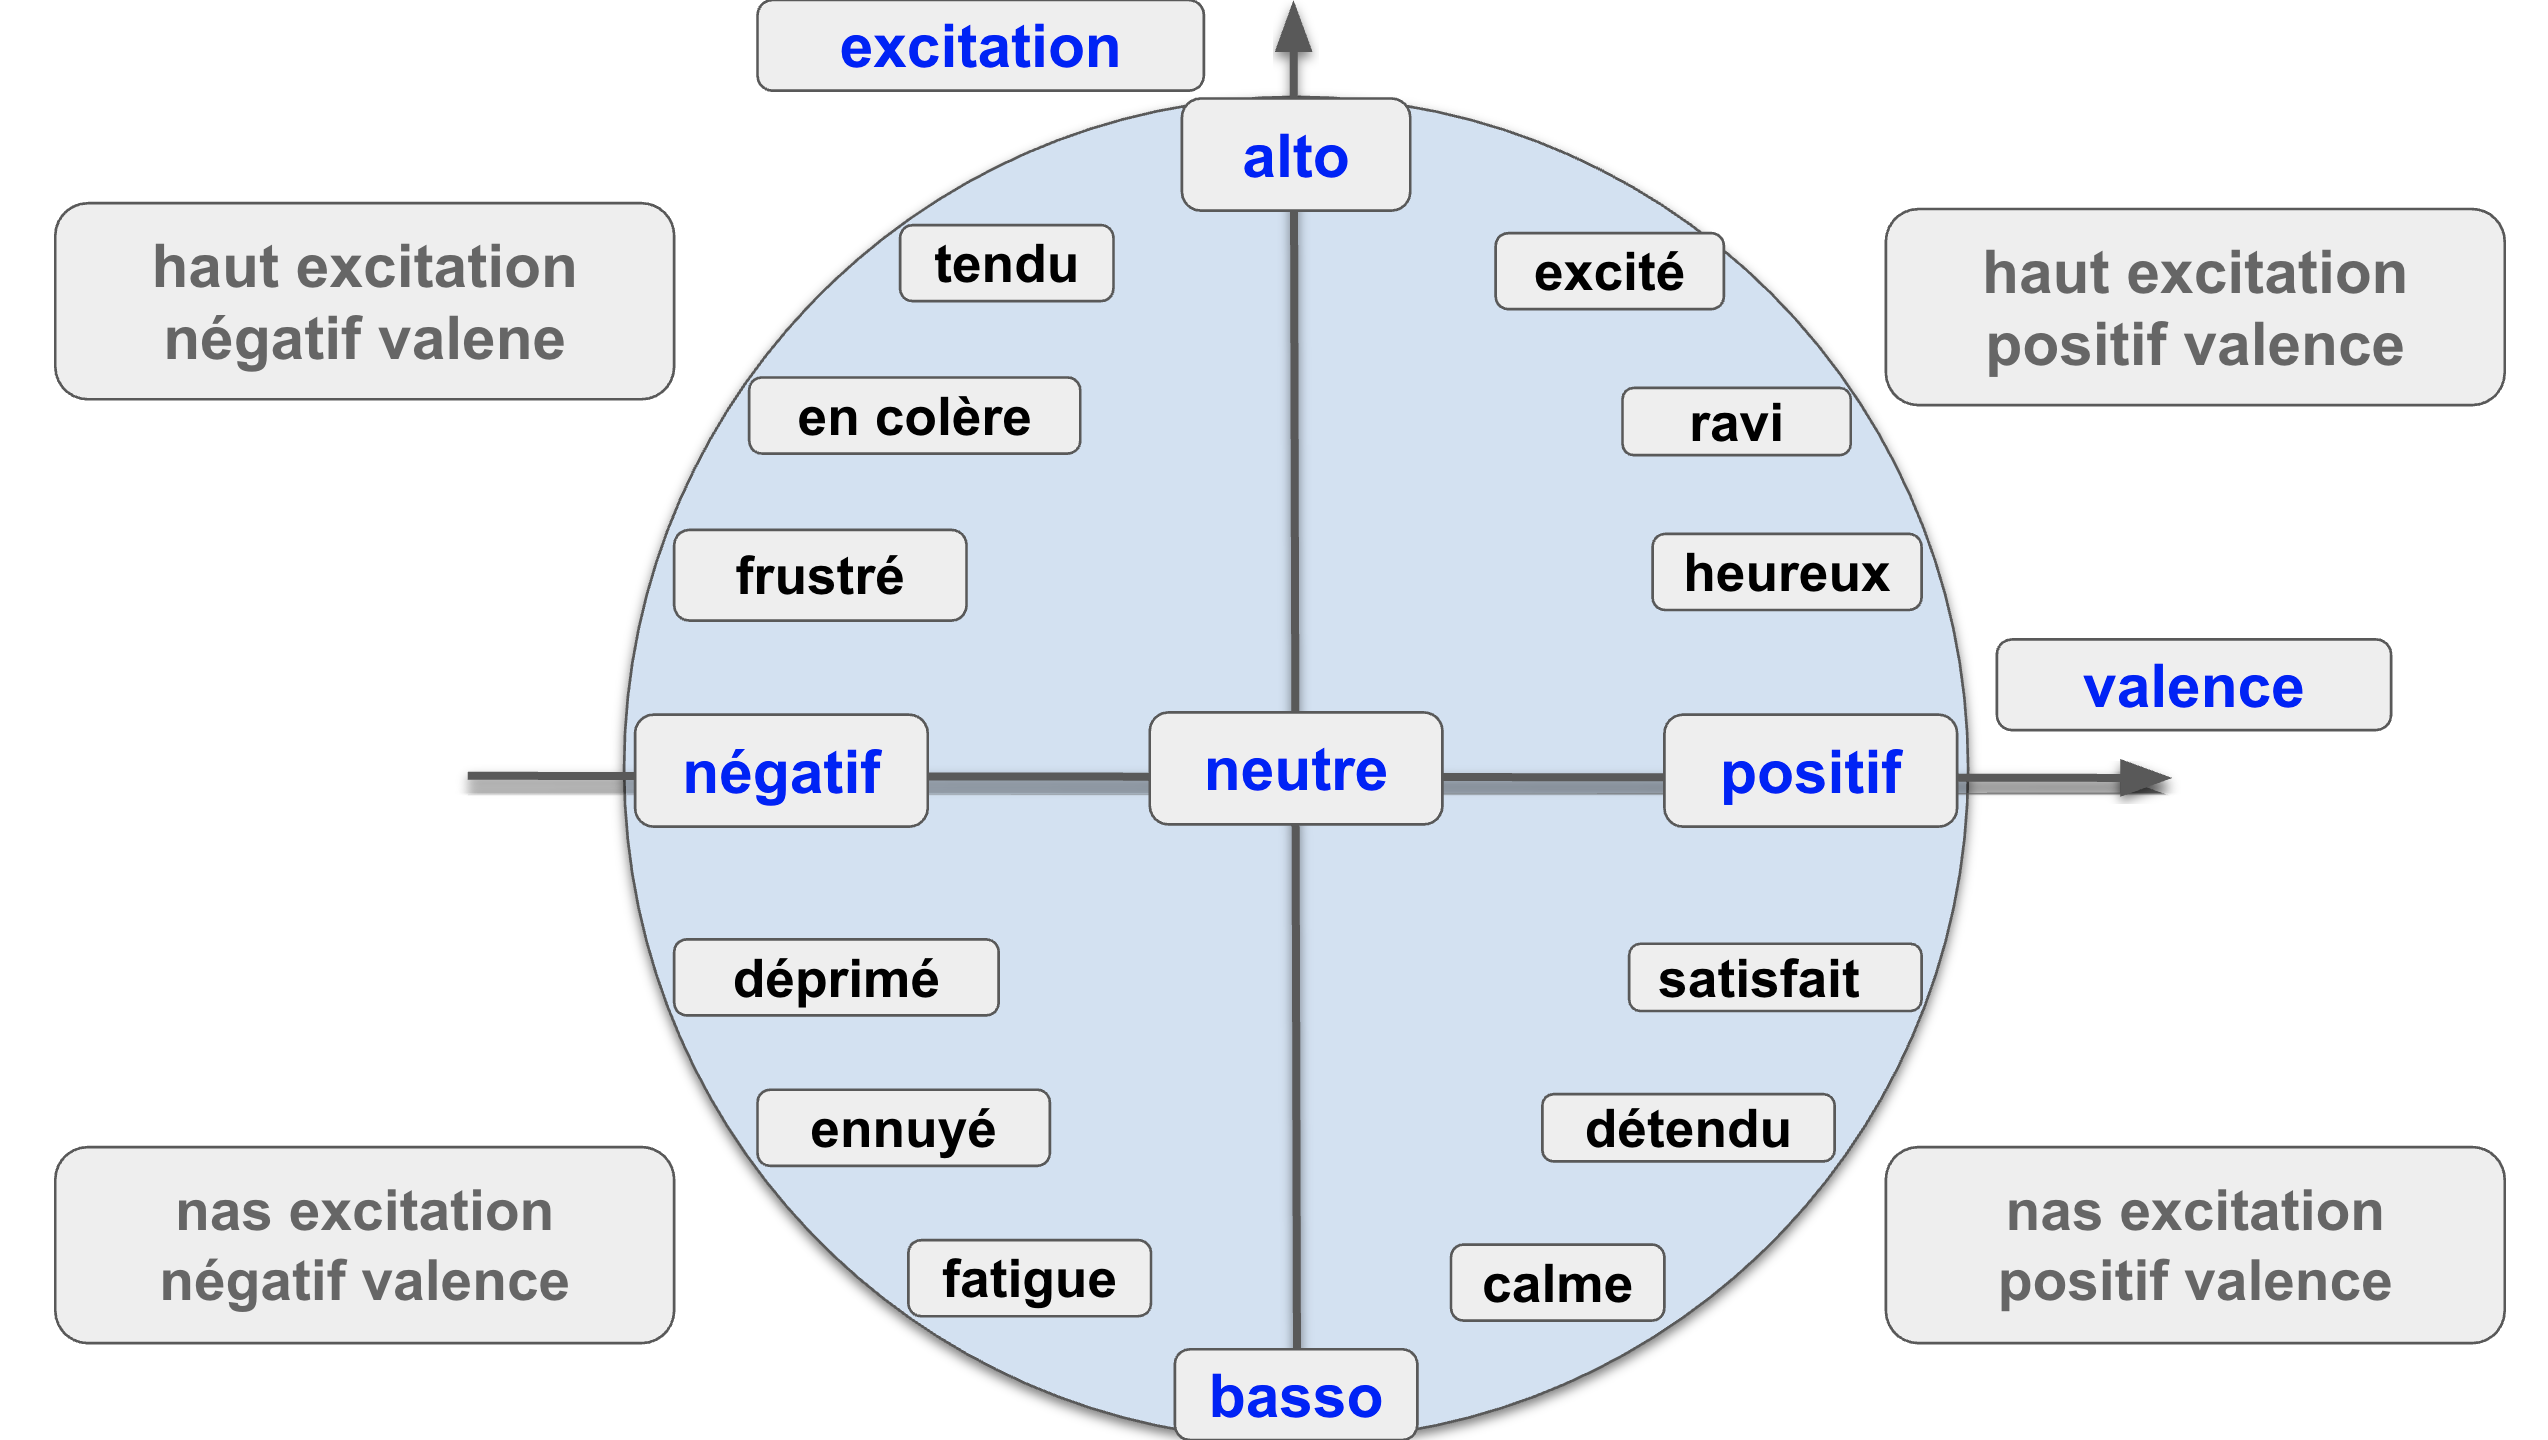 excitation
alto
haut excitation
négatif valene
tendu
excité
haut excitation
positif valence
en colère
ravi
frustré
heureux
valence
négatif
neutre
positif
déprimé
satisfait
ennuyé
détendu
nas excitation
négatif valence
fatigue
calme
nas excitation
positif valence
basso